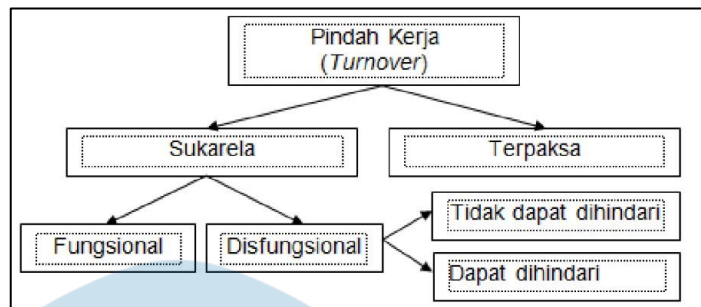 Pindah Kerja
(Turnover)
Sukarela
Terpaksa
Fungsional
Disfungsional
Tidak dapat dihindari
Dapat dihindari